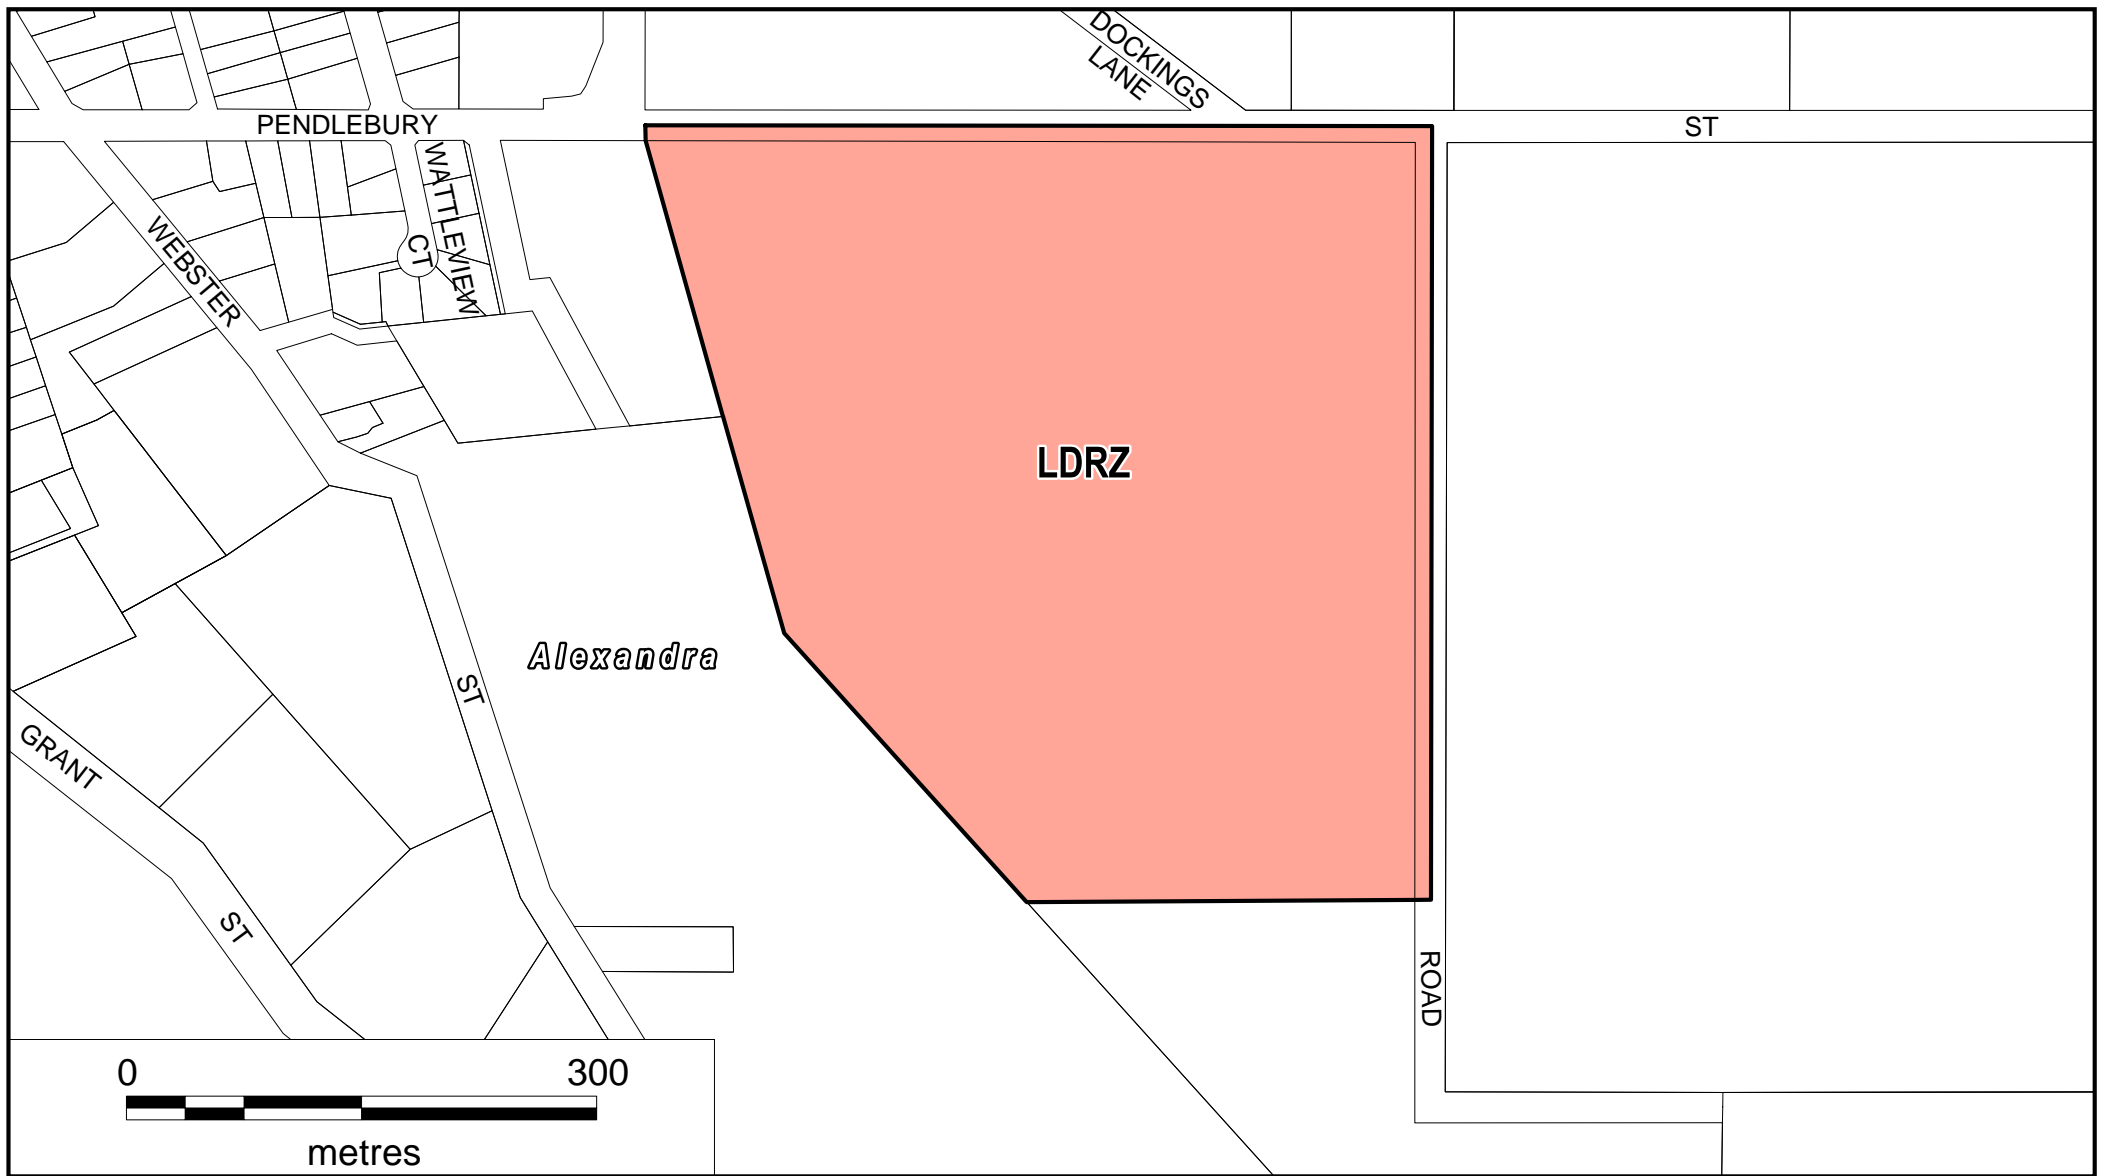 DOCKINGS
LANE
PENDLEBURY
ST
WATTLEVIEW
CT
WEBSTER
LDRZ
Alexandra
ST
GRANT
ST
ROAD
0 300
metres